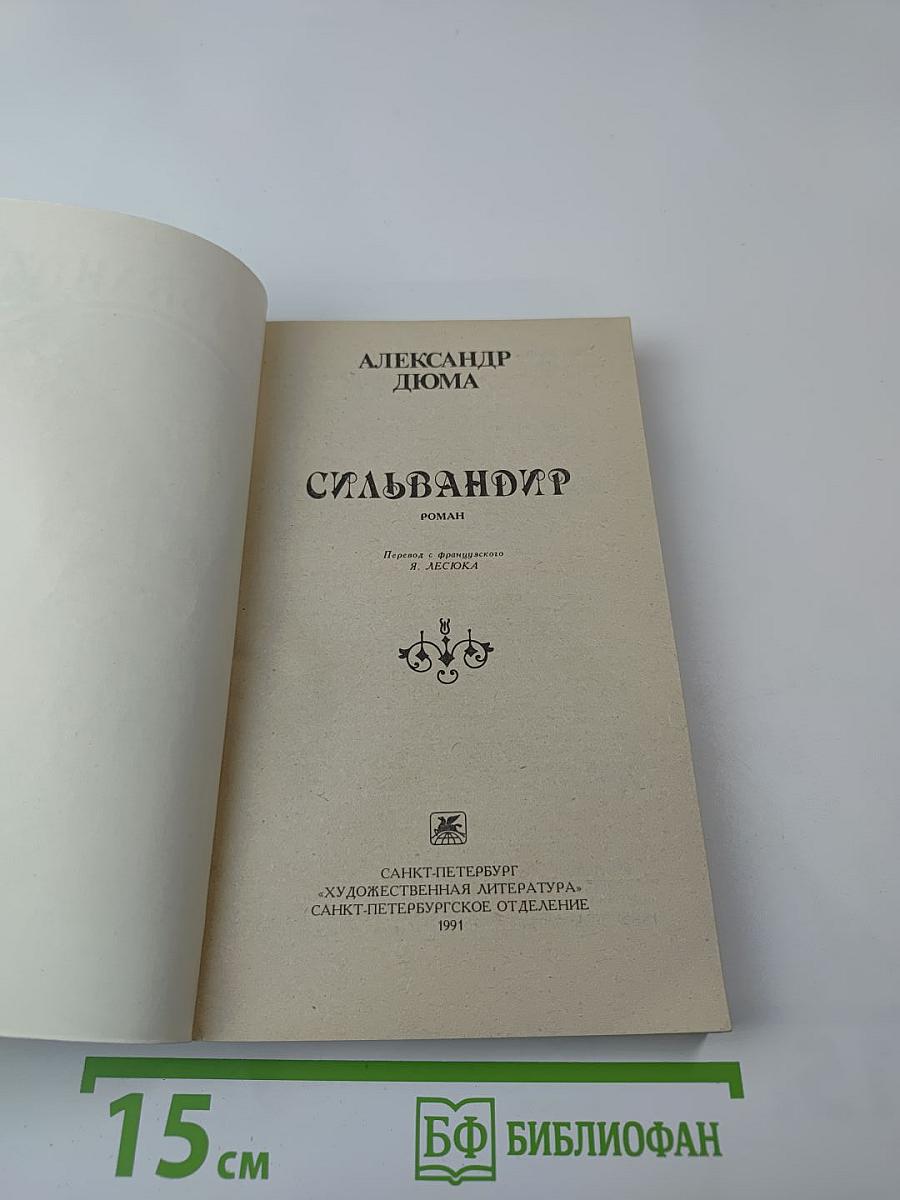 АЛЕКСАНДР
ДЮМА
СИЛЬВАНДИР
РОМАН
Перевод с французского
Я. ЛЕСЮКА
САНКТ-ПЕТЕРБУРГ
«ХУДОЖЕСТВЕННАЯ ЛИТЕРАТУРА»
САНКТ-ПЕТЕРБУРГСКОЕ ОТДЕЛЕНИЕ
1991
15 см
БФ БИБЛИОФАН